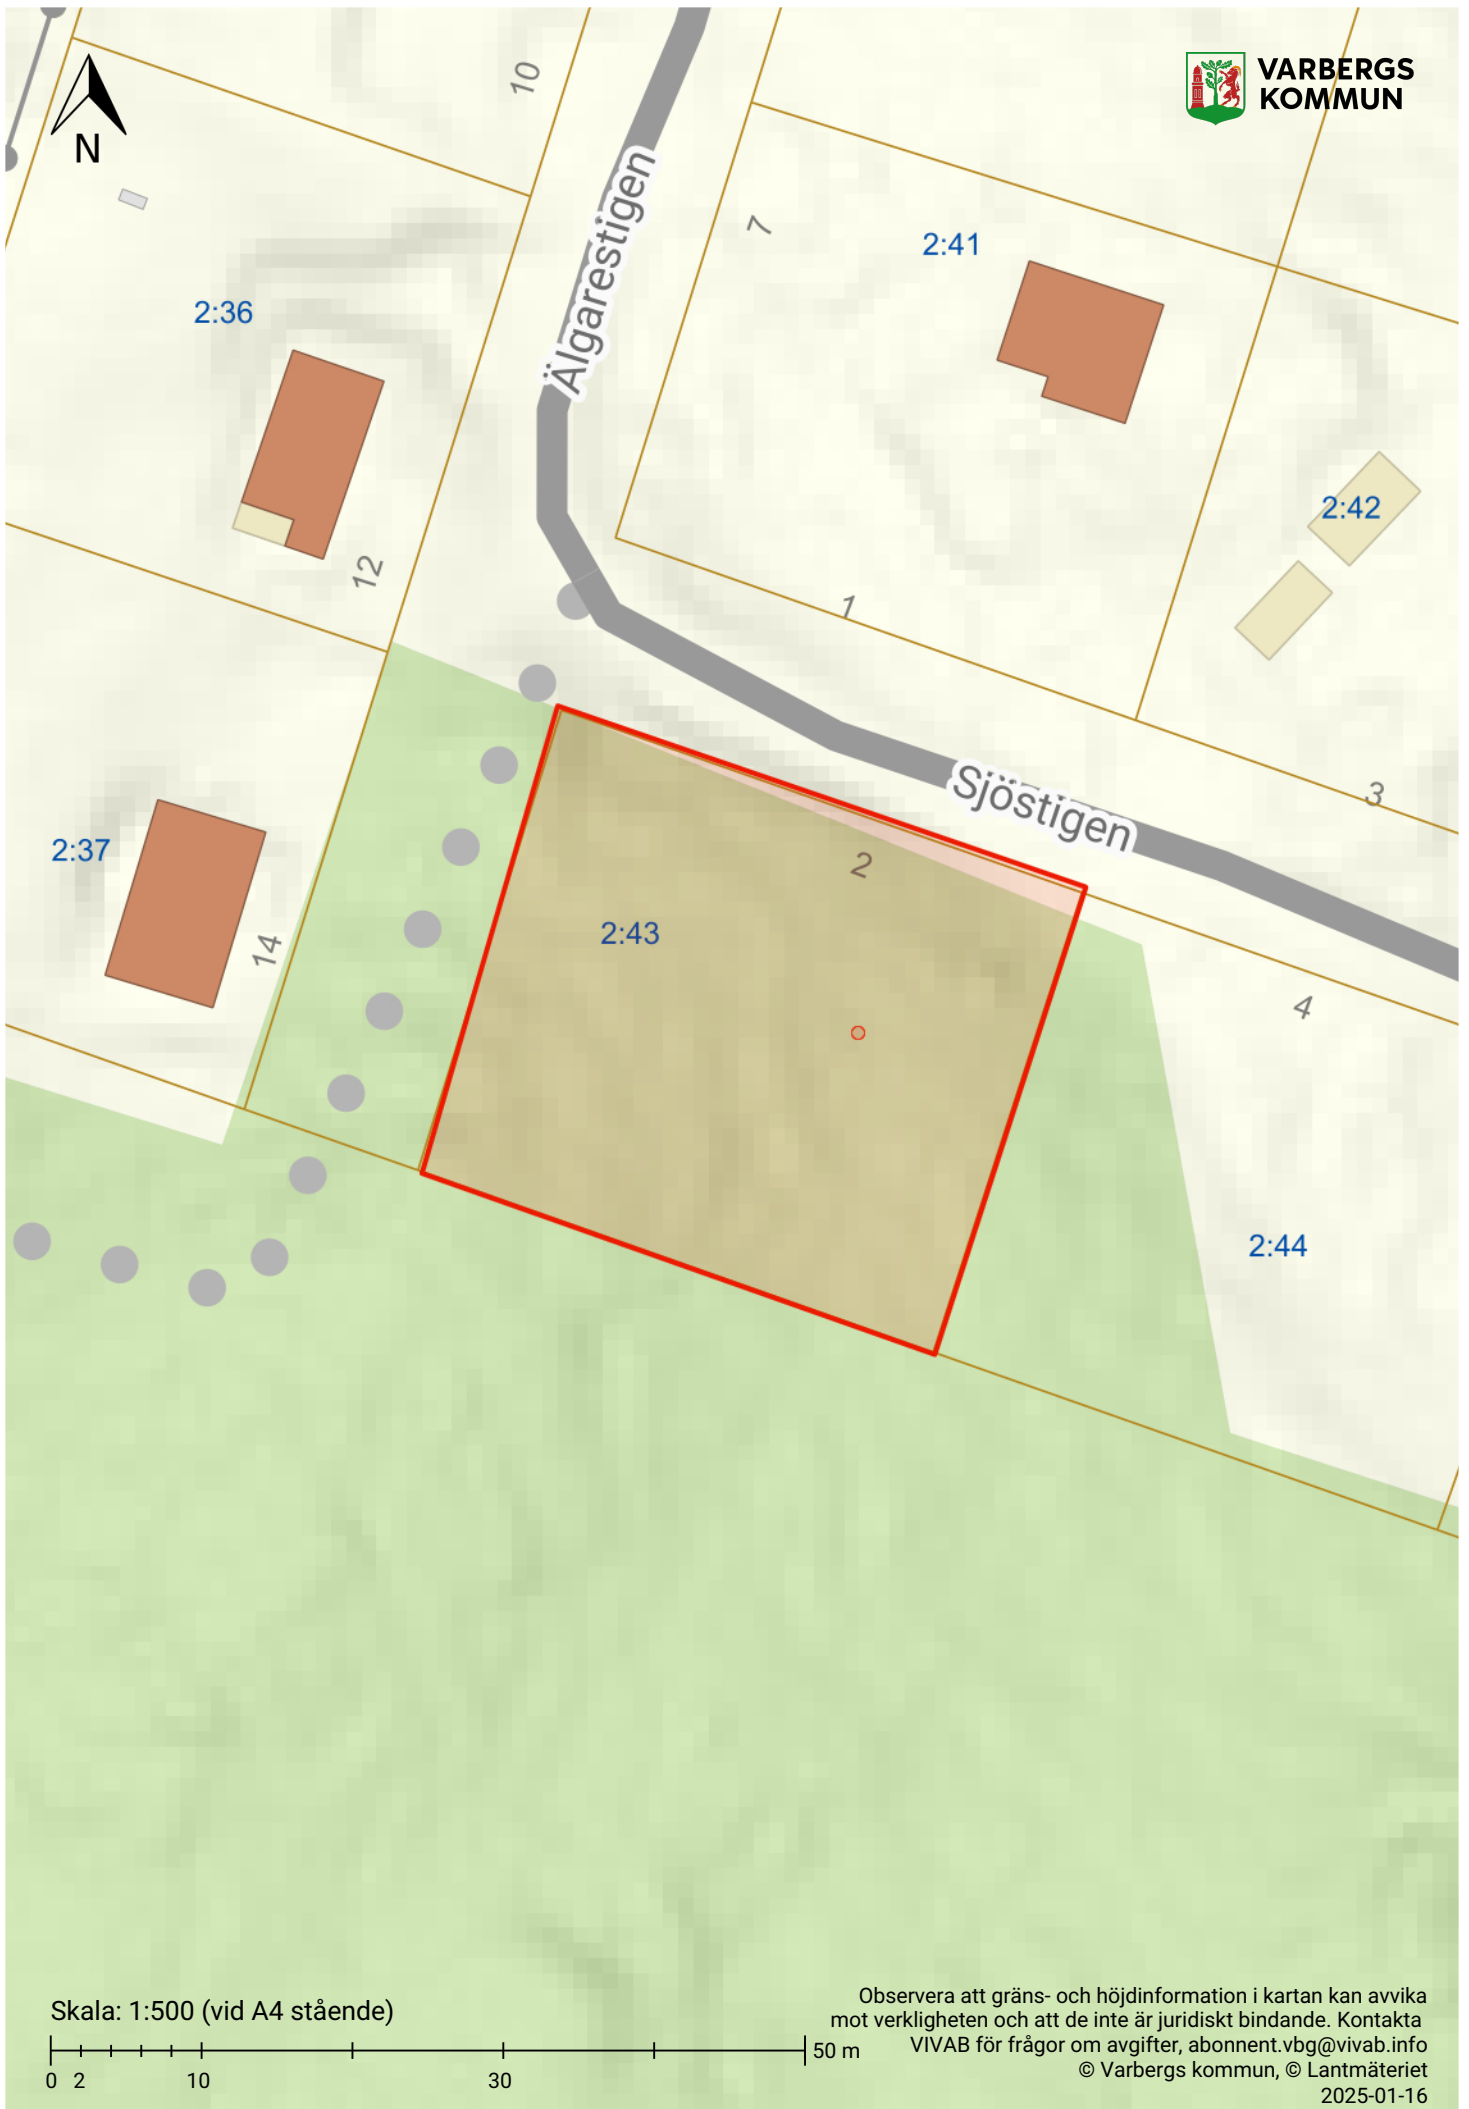 VARBERGS
KOMMUN
N
10
Älgarestigen
7
2:41
2:36
2:42
12
1
Sjöstigen
3
2
2:37
2:43
14
4
2:44
Skala: 1:500 (vid A4 stående)
50 m
0 2 10 30
Observera att gräns- och höjdinformation i kartan kan avvika
mot verkligheten och att de inte är juridiskt bindande. Kontakta
VIVAB för frågor om avgifter, abonnent.vbg@vivab.info
© Varbergs kommun, © Lantmäteriet
2025-01-16